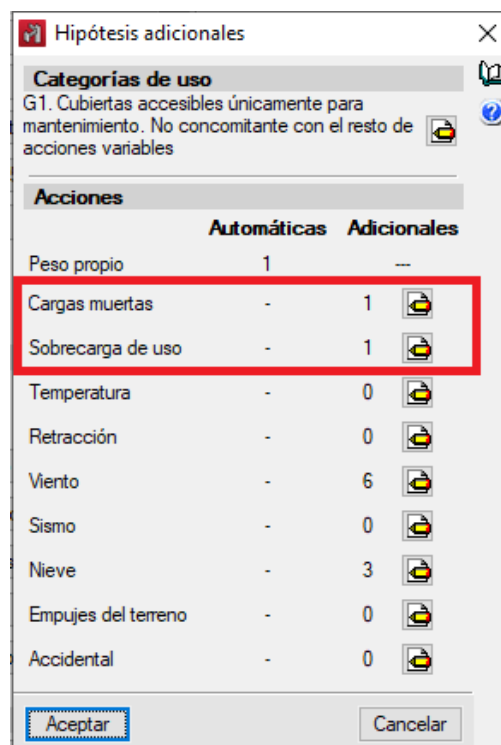 Hipótesis adicionales
Categorías de uso
G1. Cubiertas accesibles únicamente para
mantenimiento. No concomitante con el resto de
acciones variables
Acciones
Automáticas Adicionales
Peso propio 1 ---
Cargas muertas - 1
Sobrecarga de uso - 1
Temperatura - 0
Retracción - 0
Viento - 6
Sismo - 0
Nieve - 3
Empujes del terreno - 0
Accidental - 0
Aceptar Cancelar